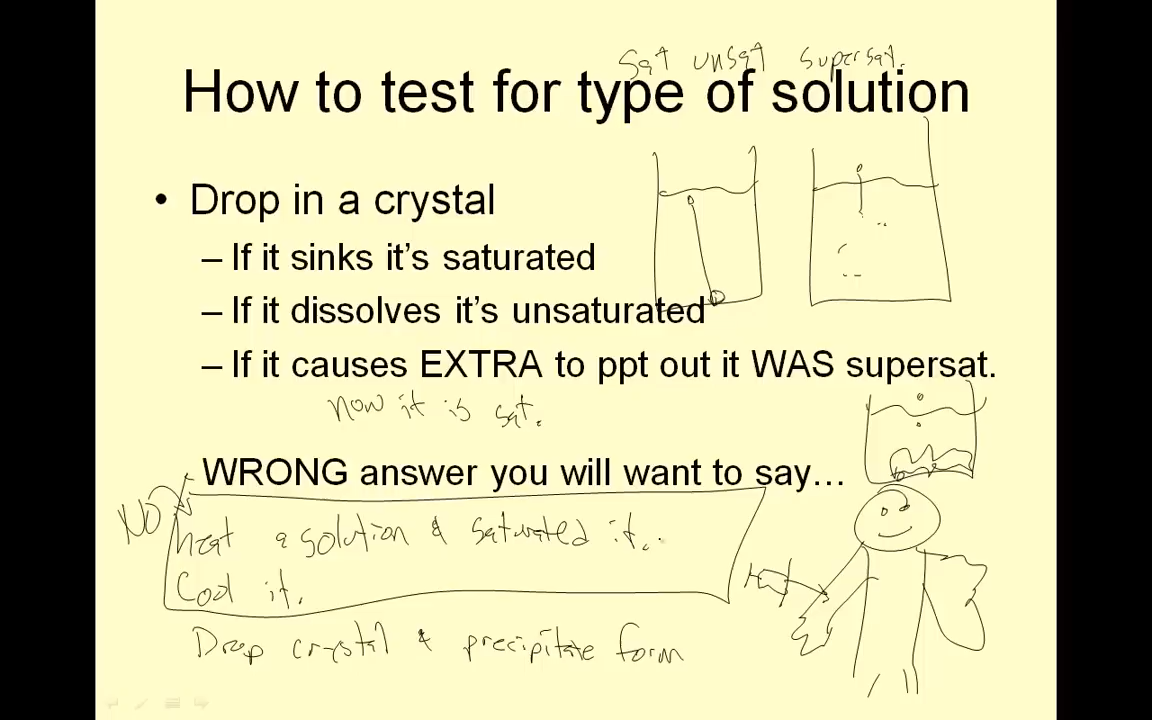 sat unsat supersat.
How to test for type of solution
• Drop in a crystal
– If it sinks it's saturated
– If it dissolves it's unsaturated
– If it causes EXTRA to ppt out it WAS supersat.
now it is sat.
WRONG answer you will want to say...
NO
heat a solution & saturated it..
Cool it.
Drop crystal & precipitate form